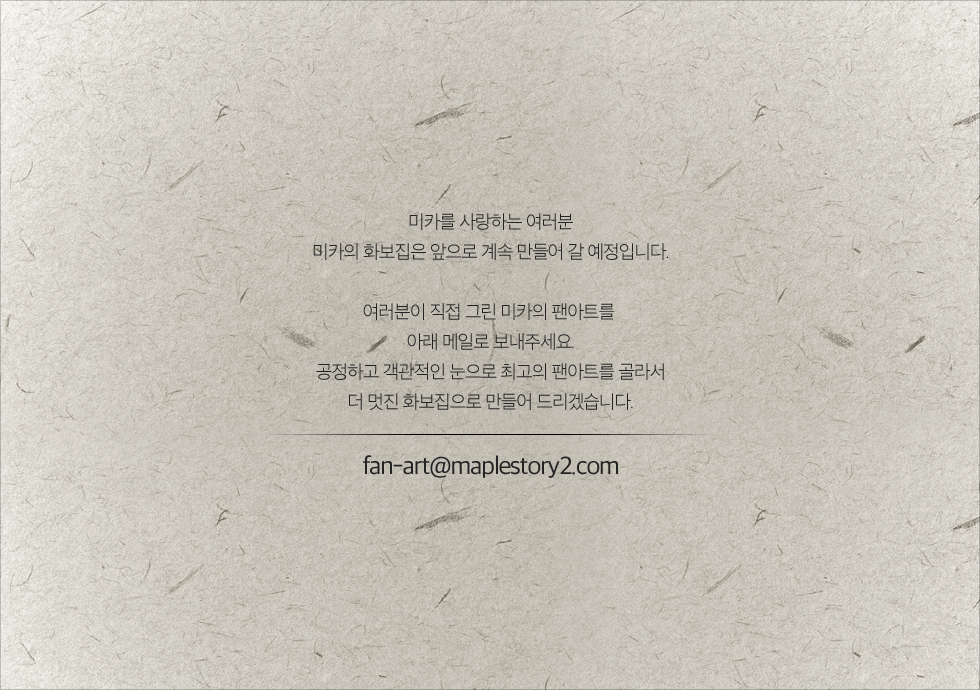 미카를 사랑하는 여러분
미카의 화보집은 앞으로 계속 만들어 갈 예정입니다.
여러분이 직접 그린 미카의 팬아트를
아래 메일로 보내주세요
공정하고 객관적인 눈으로 최고의 팬아트를 골라서
더 멋진 화보집으로 만들어 드리겠습니다.
fan-art@maplestory2.com